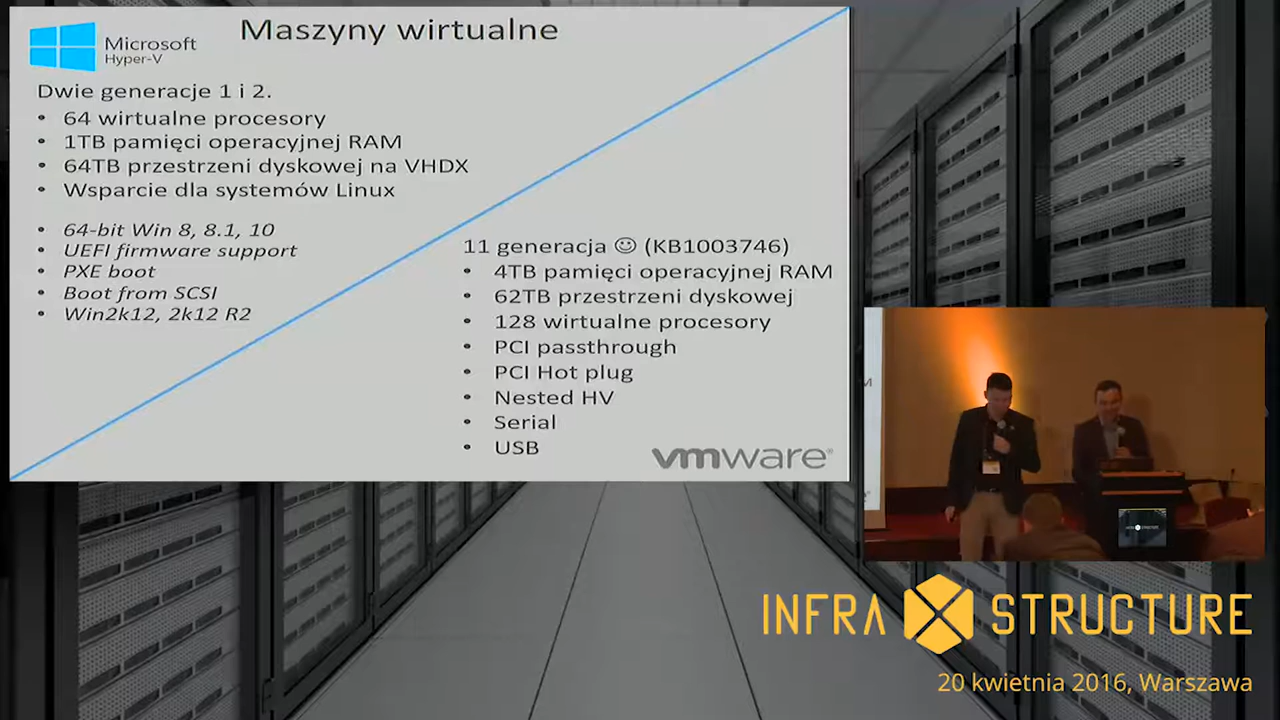 Maszyny wirtualne
Microsoft
Hyper-V
Dwie generacje 1 i 2.
• 64 wirtualne procesory
• 1TB pamięci operacyjnej RAM
• 64TB przestrzeni dyskowej na VHDX
• Wsparcie dla systemów Linux
• 64-bit Win 8, 8.1, 10
• UEFI firmware support
• PXE boot
• Boot from SCSI
• Win2k12, 2k12 R2
11 generacja ☺ (KB1003746)
• 4TB pamięci operacyjnej RAM
• 62TB przestrzeni dyskowej
• 128 wirtualne procesory
• PCI passthrough
• PCI Hot plug
• Nested HV
• Serial
• USB
vmware®
INFRA STRUCTURE
20 kwietnia 2016, Warszawa